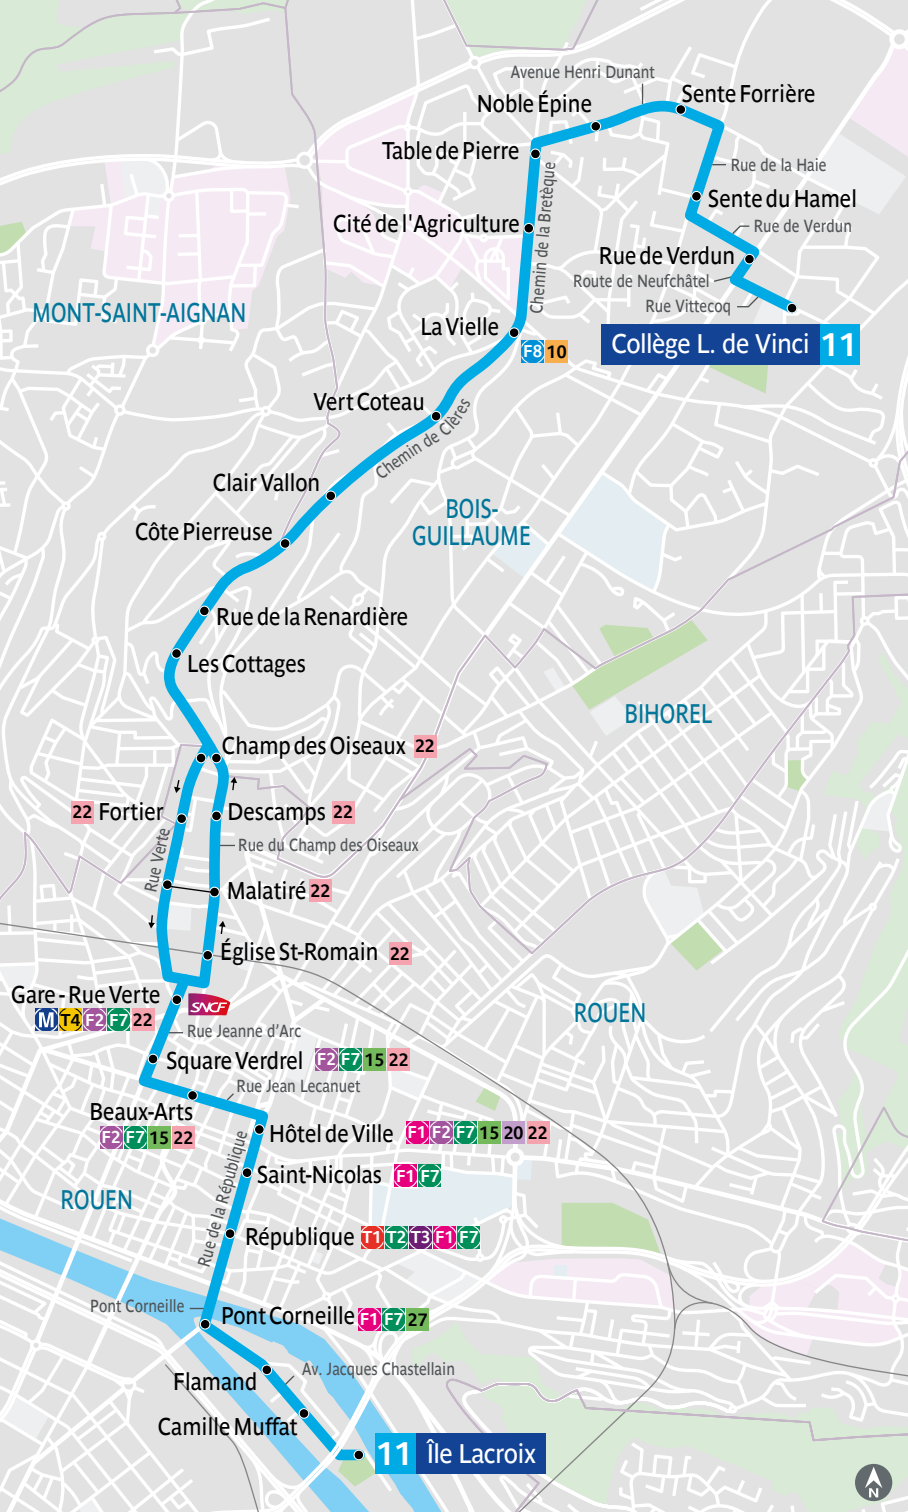 Avenue Henri Dunant
Sente Forrière
Noble Épine
Table de Pierre
Rue de la Haie
Chemin de la Bretèque
Sente du Hamel
Cité de l'Agriculture
Rue de Verdun
Rue de Verdun
Route de Neufchâtel
Rue Vittecoq
MONT-SAINT-AIGNAN
La Vielle
F8 10
Collège L. de Vinci 11
Vert Coteau
Chemin de Clères
Clair Vallon
BOIS-
GUILLAUME
Côte Pierreuse
Rue de la Renardière
Les Cottages
BIHOREL
Champ des Oiseaux 22
22 Fortier
Descamps 22
Rue Verte
Rue du Champ des Oiseaux
Malatiré 22
Église St-Romain 22
Gare - Rue Verte
SNCF
M T4 F2 F7 22
ROUEN
Rue Jeanne d'Arc
Square Verdrel F2 F7 15 22
Rue Jean Lecanuet
Beaux-Arts
F2 F7 15 22
Hôtel de Ville F1 F2 F7 15 20 22
Rue de la République
Saint-Nicolas F1 F7
ROUEN
République T1 T2 T3 F1 F7
Pont Corneille
Pont Corneille F1 F7 27
Av. Jacques Chastellain
Flamand
Camille Muffat
11 Île Lacroix
N